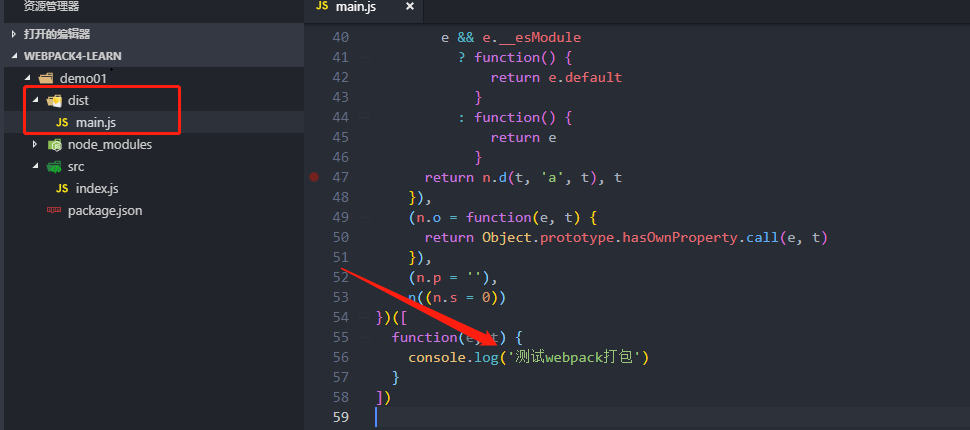 资源管理器
打开的编辑器
WEBPACK4-LEARN
demo01
dist
JS main.js
node_modules
src
JS index.js
package.json
JS main.js ×
40 e && e.__esModule
41 ? function() {
42 return e.default
43 }
44 : function() {
45 return e
46 }
47 return n.d(t, 'a', t), t
48 }),
49 (n.o = function(e, t) {
50 return Object.prototype.hasOwnProperty.call(e, t)
51 }),
52 (n.p = ''),
53 n((n.s = 0))
54 })([
55 function(e, t) {
56 console.log('测试webpack打包')
57 }
58 ])
59